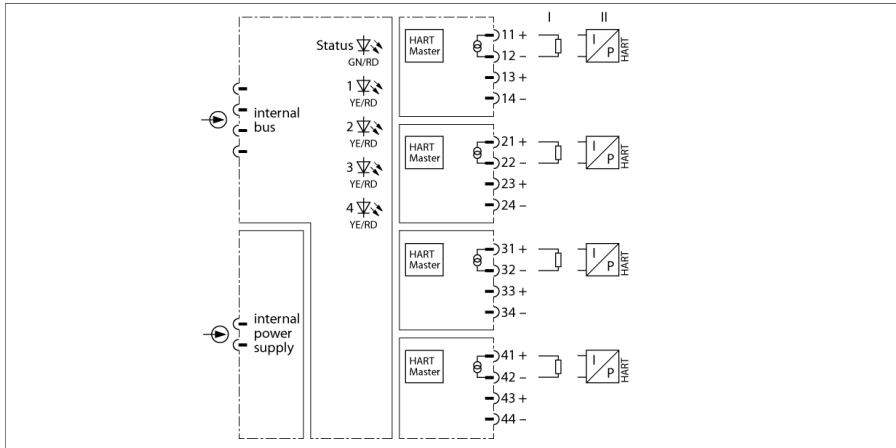 I II
Status
GN/RD
1
YE/RD
2
YE/RD
3
YE/RD
4
YE/RD
internal
bus
internal
power
supply
HART
Master
11 +
12 –
13 +
14 –
I
P
HART
HART
Master
21 +
22 –
23 +
24 –
I
P
HART
HART
Master
31 +
32 –
33 +
34 –
I
P
HART
HART
Master
41 +
42 –
43 +
44 –
I
P
HART